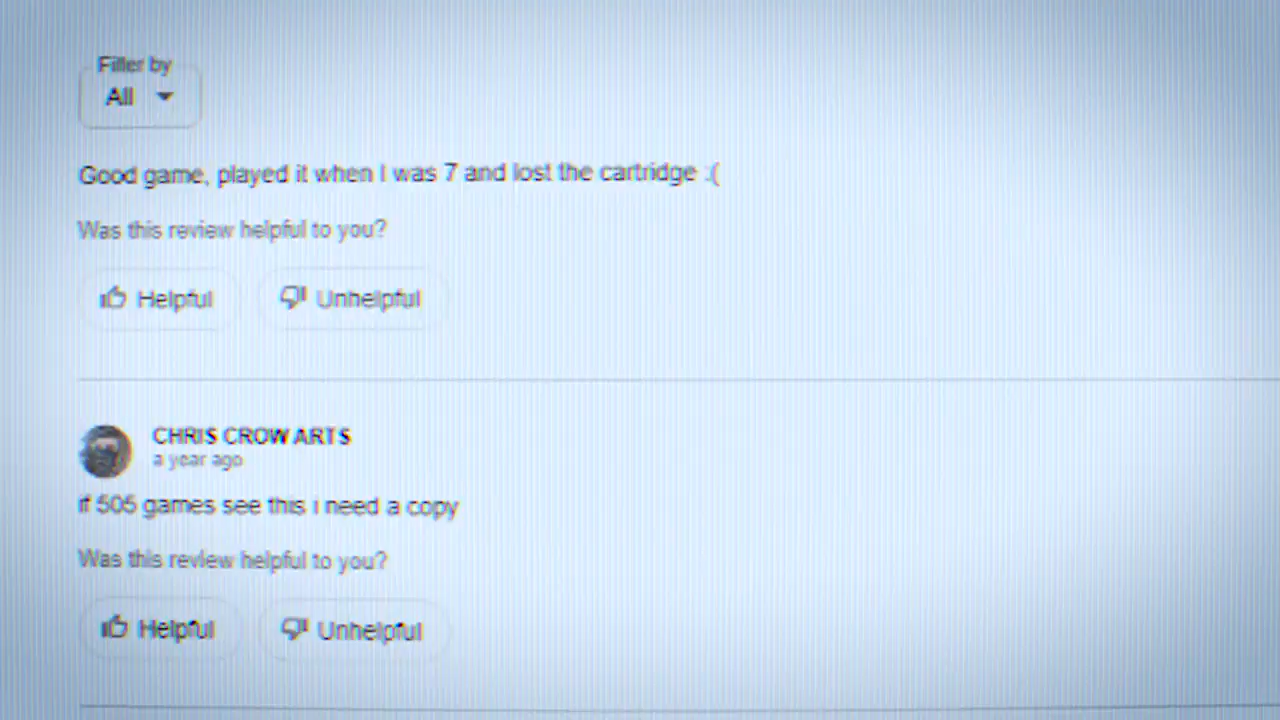 Filter by
All
Good game, played it when I was 7 and lost the cartridge :(
Was this review helpful to you?
Helpful
Unhelpful
CHRIS CROW ARTS
a year ago
if 505 games see this i need a copy
Was this review helpful to you?
Helpful
Unhelpful